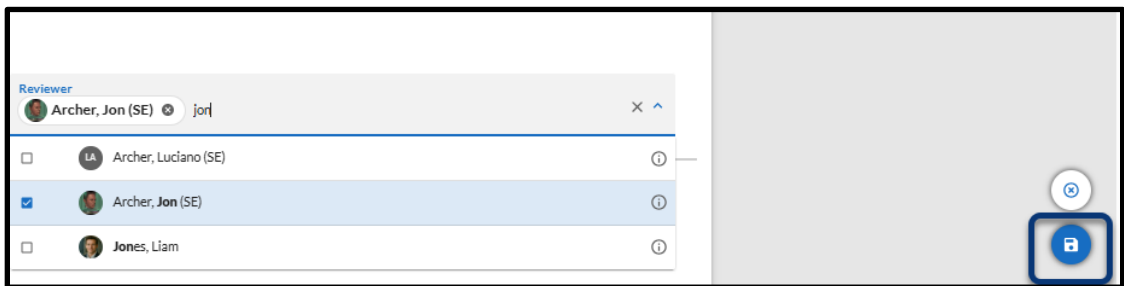 Reviewer
Archer, Jon (SE) jon
LA Archer, Luciano (SE)
Archer, Jon (SE)
Jones, Liam